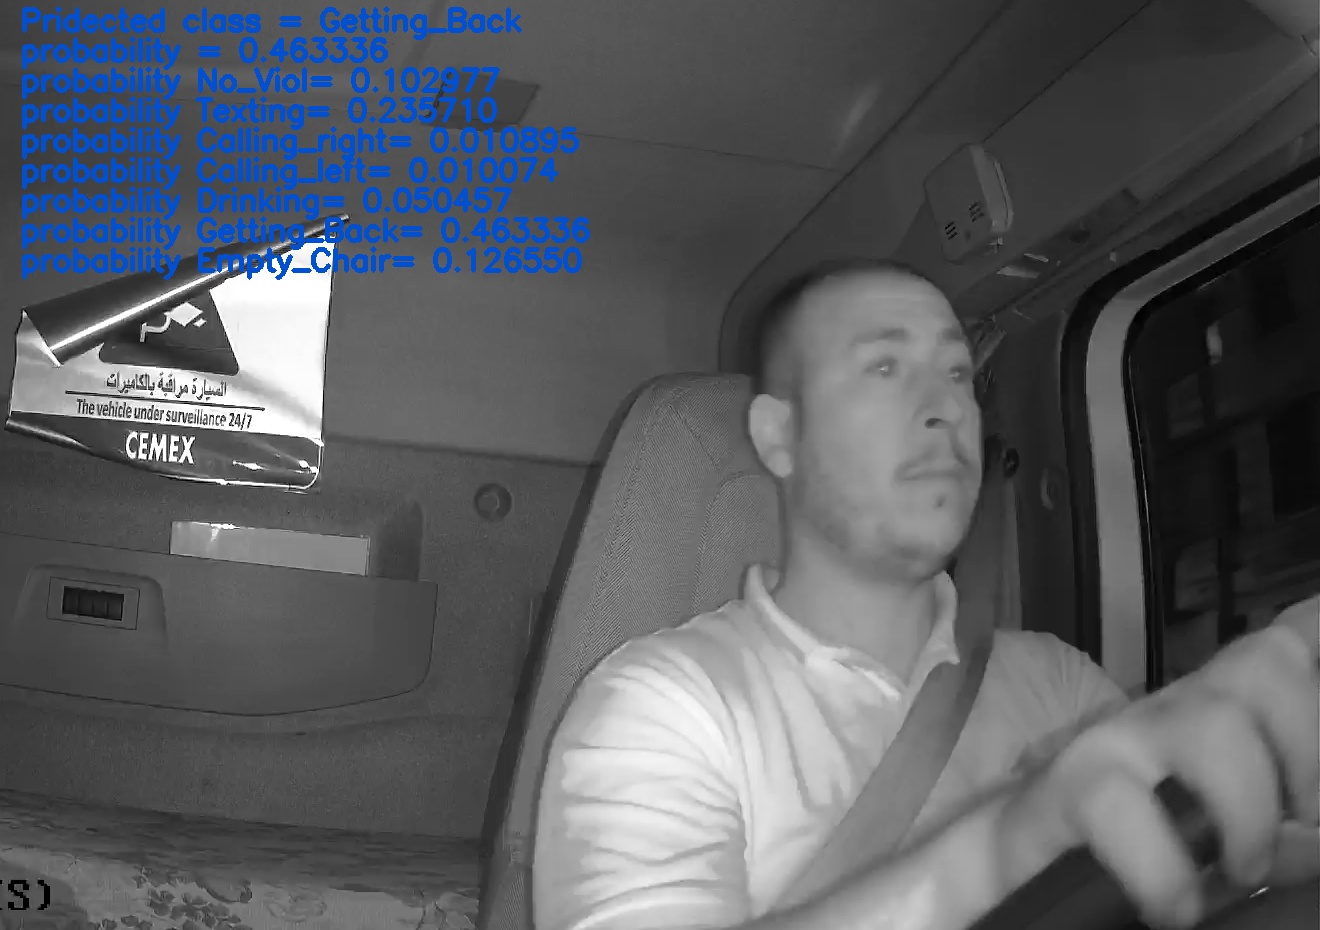 Pridected class = Getting_Back
probability = 0.463336
probability No_Viol= 0.102977
probability Texting= 0.235710
probability Calling_right= 0.010895
probability Calling_left= 0.010074
probability Drinking= 0.050457
probability Getting_Back= 0.463336
probability Empty_Chair= 0.126550
السيارة مراقبة بالكاميرات
The vehicle under surveillance 24/7
CEMEX
(S)